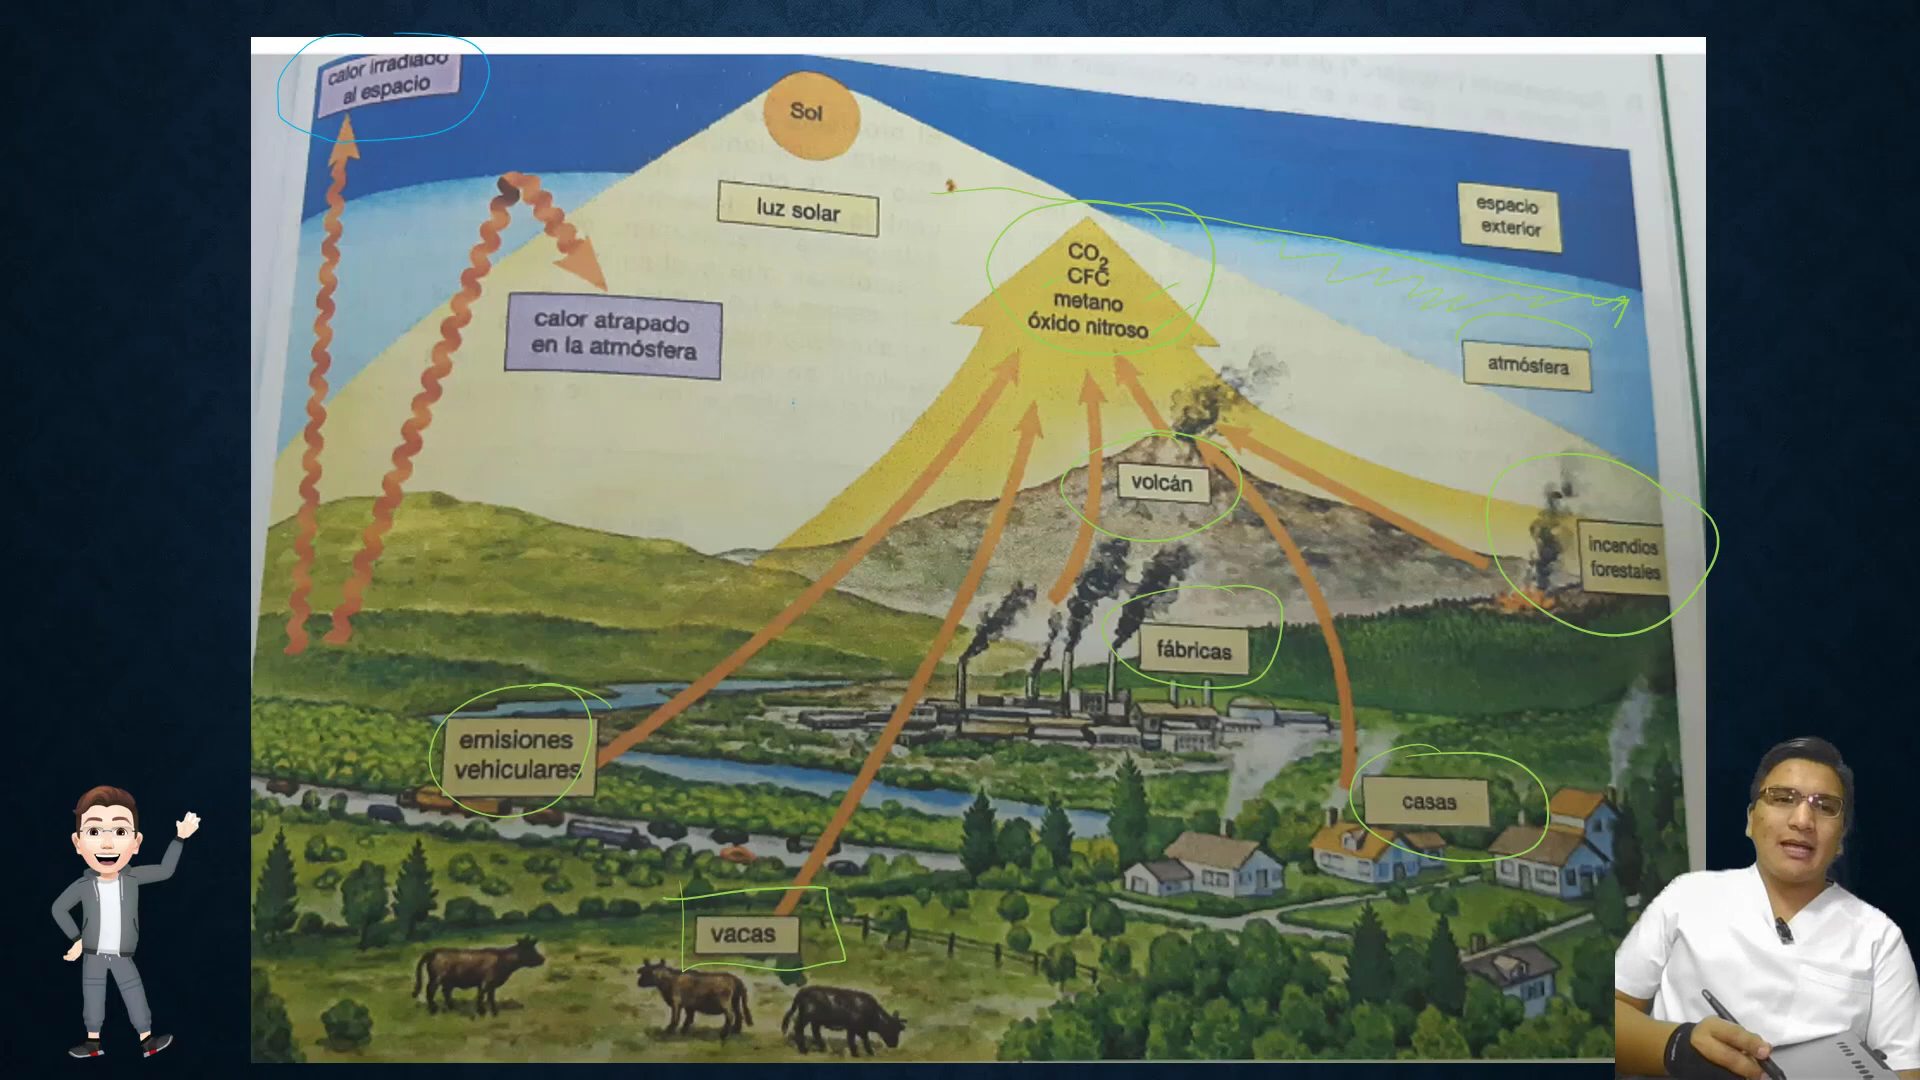 calor irradiado
al espacio
Sol
luz solar
espacio
exterior
CO₂
CFC
metano
óxido nitroso
calor atrapado
en la atmósfera
atmósfera
volcán
incendios
forestales
fábricas
emisiones
vehiculares
casas
vacas